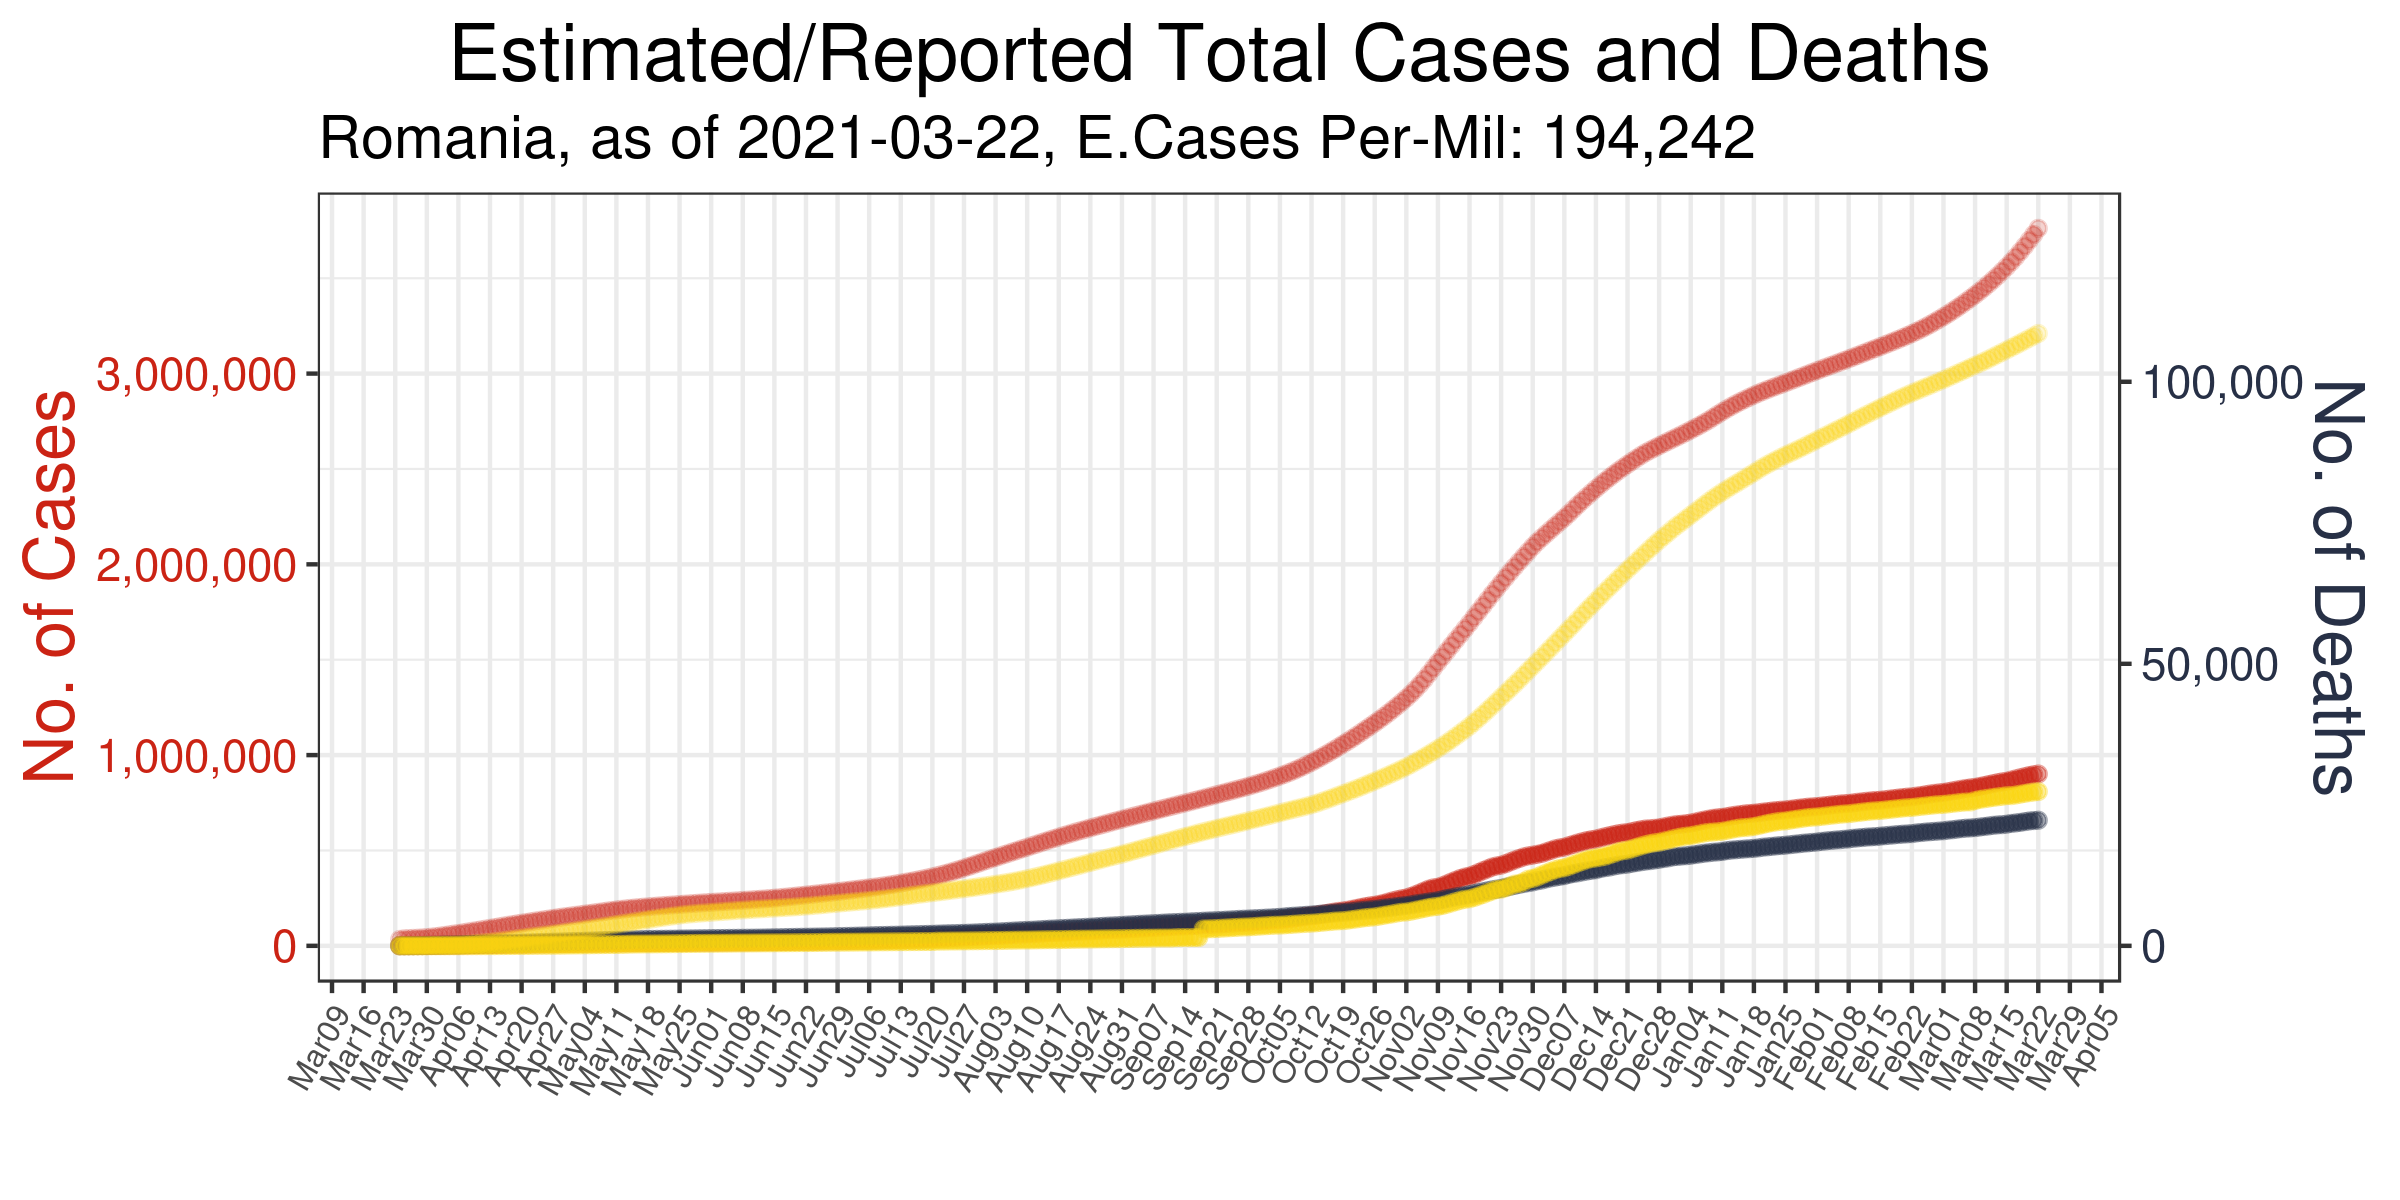 Estimated/Reported Total Cases and Deaths
Romania, as of 2021-03-22, E.Cases Per-Mil: 194,242
No. of Cases
3,000,000
2,000,000
1,000,000
0
100,000
50,000
0
No. of Deaths
Mar09
Mar16
Mar23
Mar30
Apr06
Apr13
Apr20
Apr27
May04
May11
May18
May25
Jun01
Jun08
Jun15
Jun22
Jun29
Jul06
Jul13
Jul20
Jul27
Aug03
Aug10
Aug17
Aug24
Aug31
Sep07
Sep14
Sep21
Sep28
Oct05
Oct12
Oct19
Oct26
Nov02
Nov09
Nov16
Nov23
Nov30
Dec07
Dec14
Dec21
Dec28
Jan04
Jan11
Jan18
Jan25
Feb01
Feb08
Feb15
Feb22
Mar01
Mar08
Mar15
Mar22
Mar29
Apr05